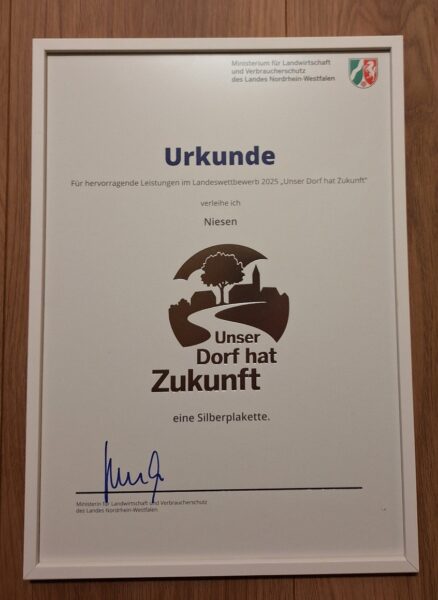 Ministerium für Landwirtschaft
und Verbraucherschutz
des Landes Nordrhein-Westfalen
Urkunde
Für hervorragende Leistungen im Landeswettbewerb 2025 „Unser Dorf hat Zukunft“
verleihe ich
Niesen
Unser
Dorf hat
Zukunft
eine Silberplakette.
Ministerin für Landwirtschaft und Verbraucherschutz
des Landes Nordrhein-Westfalen